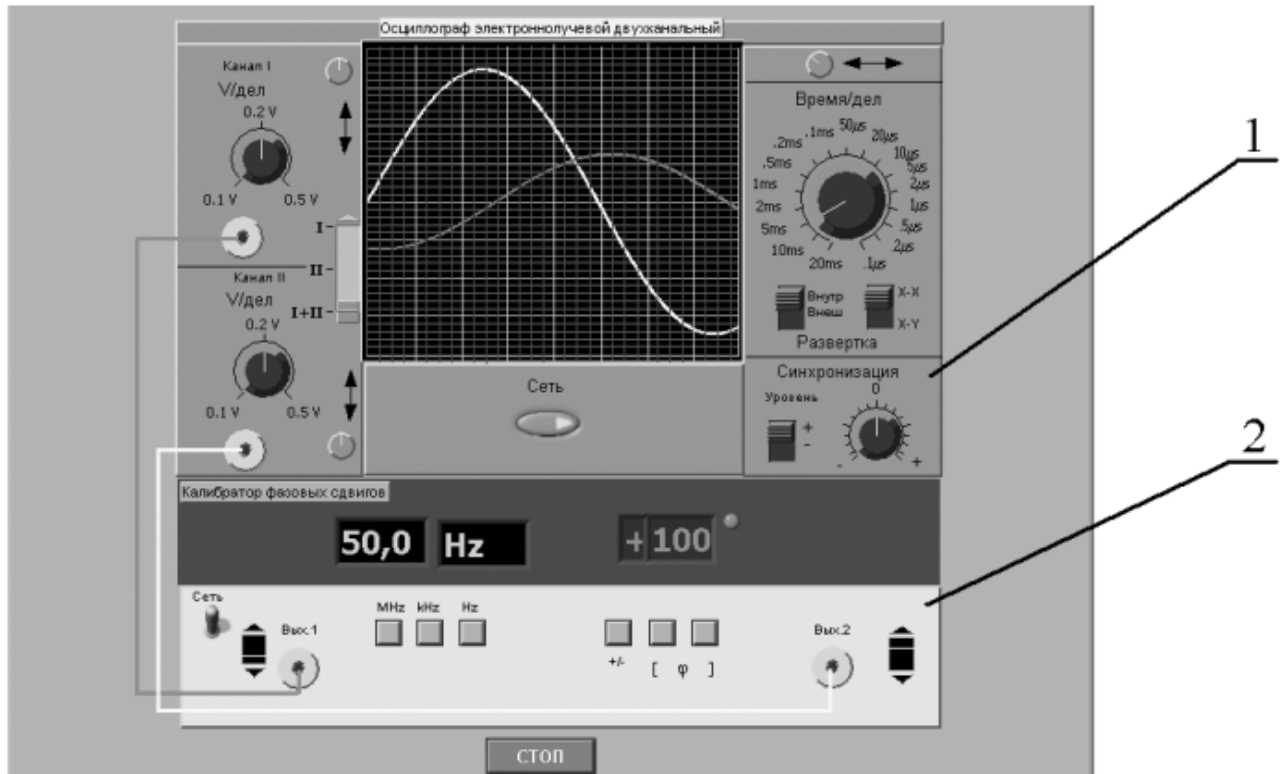 Осциллограф электроннолучевой двухканальный
Канал I
V/дел
0.2 V
0.1 V 0.5 V
I
II
I+II
Канал II
V/дел
0.2 V
0.1 V 0.5 V
Сеть
Время/дел
.2ms .1ms 50μs 20μs
.5ms 10μs
5μs
1ms 2μs
2ms 1μs
5ms .5μs
10ms .2μs
20ms .1μs
Внутр X-X
Внеш X-Y
Развертка
Синхронизация
0
Уровень
+
-
- +
1
2
Калибратор фазовых сдвигов
50,0 Hz + 100
Сеть
MHz kHz Hz
Вых.1 Вых.2
+/- [ φ ]
СТОП